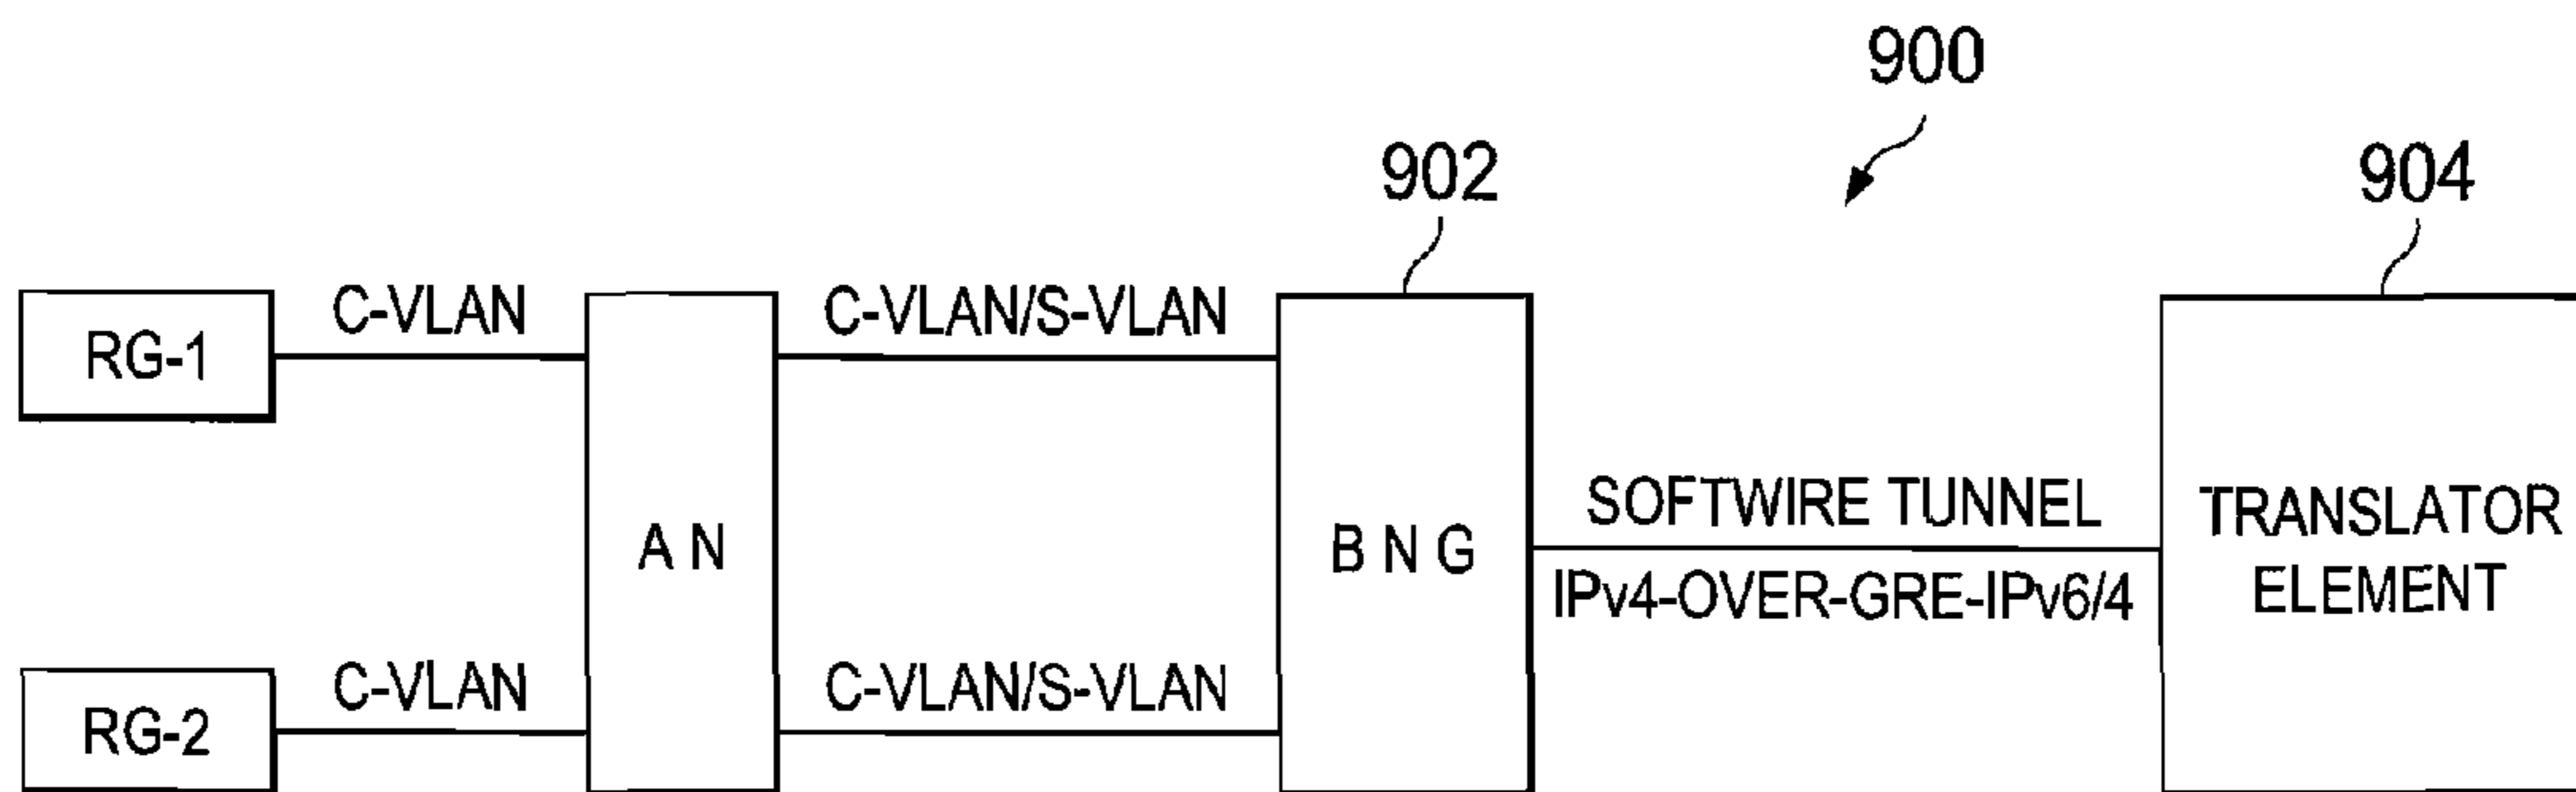 900
902
904
RG-1
C-VLAN
A N
C-VLAN/S-VLAN
B N G
SOFTWIRE TUNNEL
IPv4-OVER-GRE-IPv6/4
TRANSLATOR
ELEMENT
RG-2
C-VLAN
C-VLAN/S-VLAN